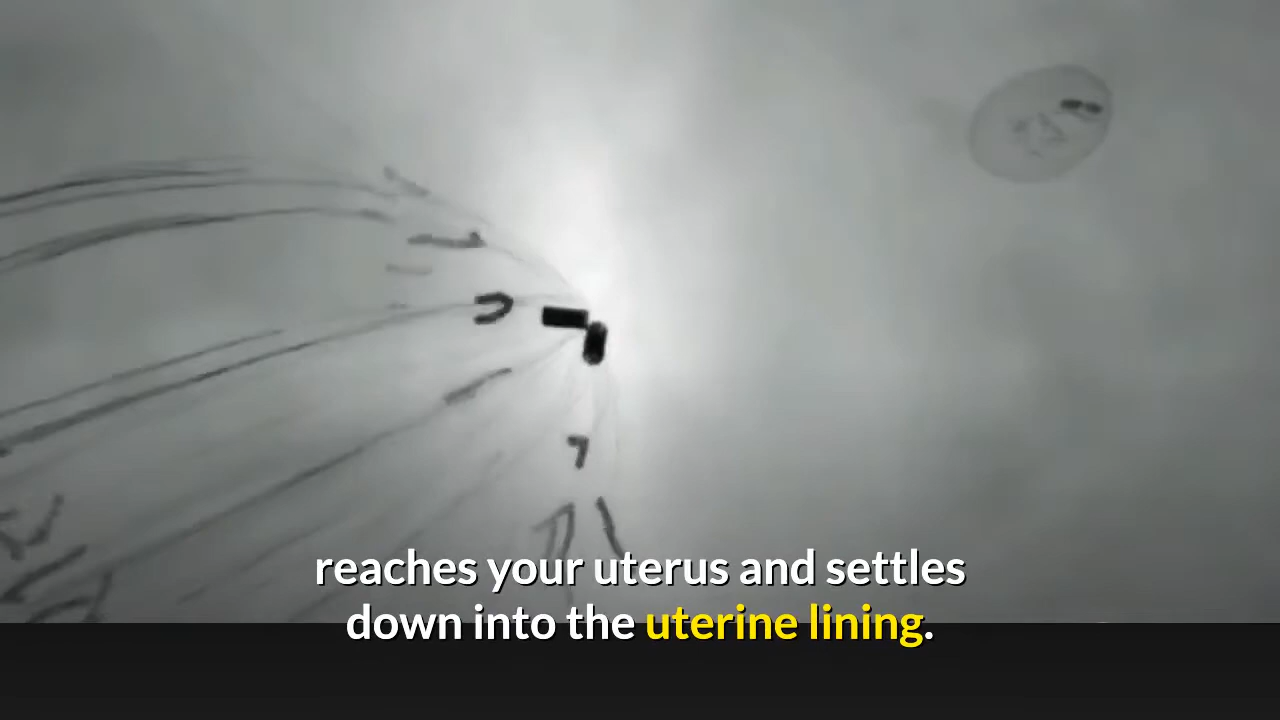 reaches your uterus and settles
down into the uterine lining.